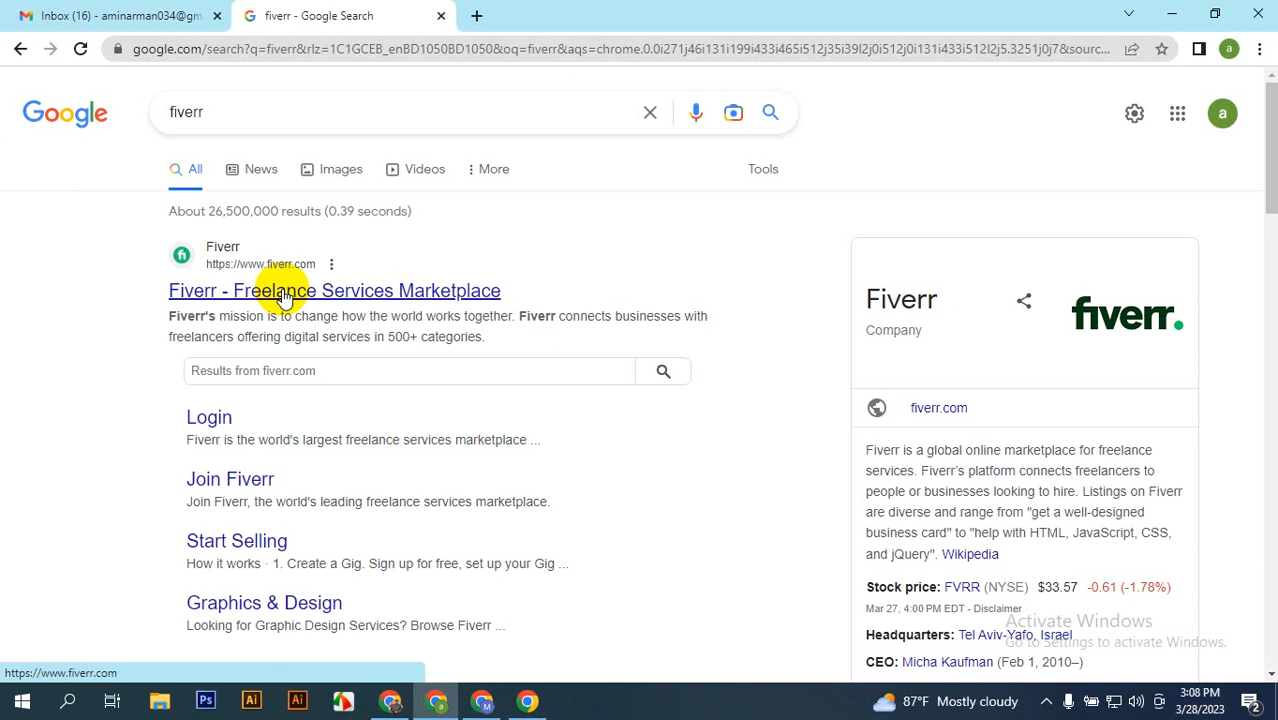 Inbox (16) - aminarman034@gm
fiverr - Google Search
google.com/search?q=fiverr&rlz=1C1GCEB_enBD1050BD1050&oq=fiverr&aqs=chrome.0.0i271j46i131i199i433i465i512j35i39l2j0i512j0i131i433i512l2j5.3251j0j7&sourc...
Google
fiverr
a
All
News
Images
Videos
More
Tools
About 26,500,000 results (0.39 seconds)
Fiverr
https://www.fiverr.com
Fiverr - Freelance Services Marketplace
Fiverr's mission is to change how the world works together. Fiverr connects businesses with
freelancers offering digital services in 500+ categories.
Results from fiverr.com
Login
Fiverr is the world's largest freelance services marketplace ...
Join Fiverr
Join Fiverr, the world's leading freelance services marketplace.
Start Selling
How it works · 1. Create a Gig. Sign up for free, set up your Gig ...
Graphics & Design
Looking for Graphic Design Services? Browse Fiverr ...
Fiverr
Company
fiverr.
fiverr.com
Fiverr is a global online marketplace for freelance
services. Fiverr's platform connects freelancers to
people or businesses looking to hire. Listings on Fiverr
are diverse and range from "get a well-designed
business card" to "help with HTML, JavaScript, CSS,
and jQuery". Wikipedia
Stock price: FVRR (NYSE) $33.57 -0.61 (-1.78%)
Mar 27, 4:00 PM EDT - Disclaimer
Headquarters: Tel Aviv-Yafo, Israel
CEO: Micha Kaufman (Feb 1, 2010–)
Activate Windows
Go to Settings to activate Windows.
https://www.fiverr.com
Ps
Ai
Ai
a
M
87°F Mostly cloudy
3:08 PM
3/28/2023
2